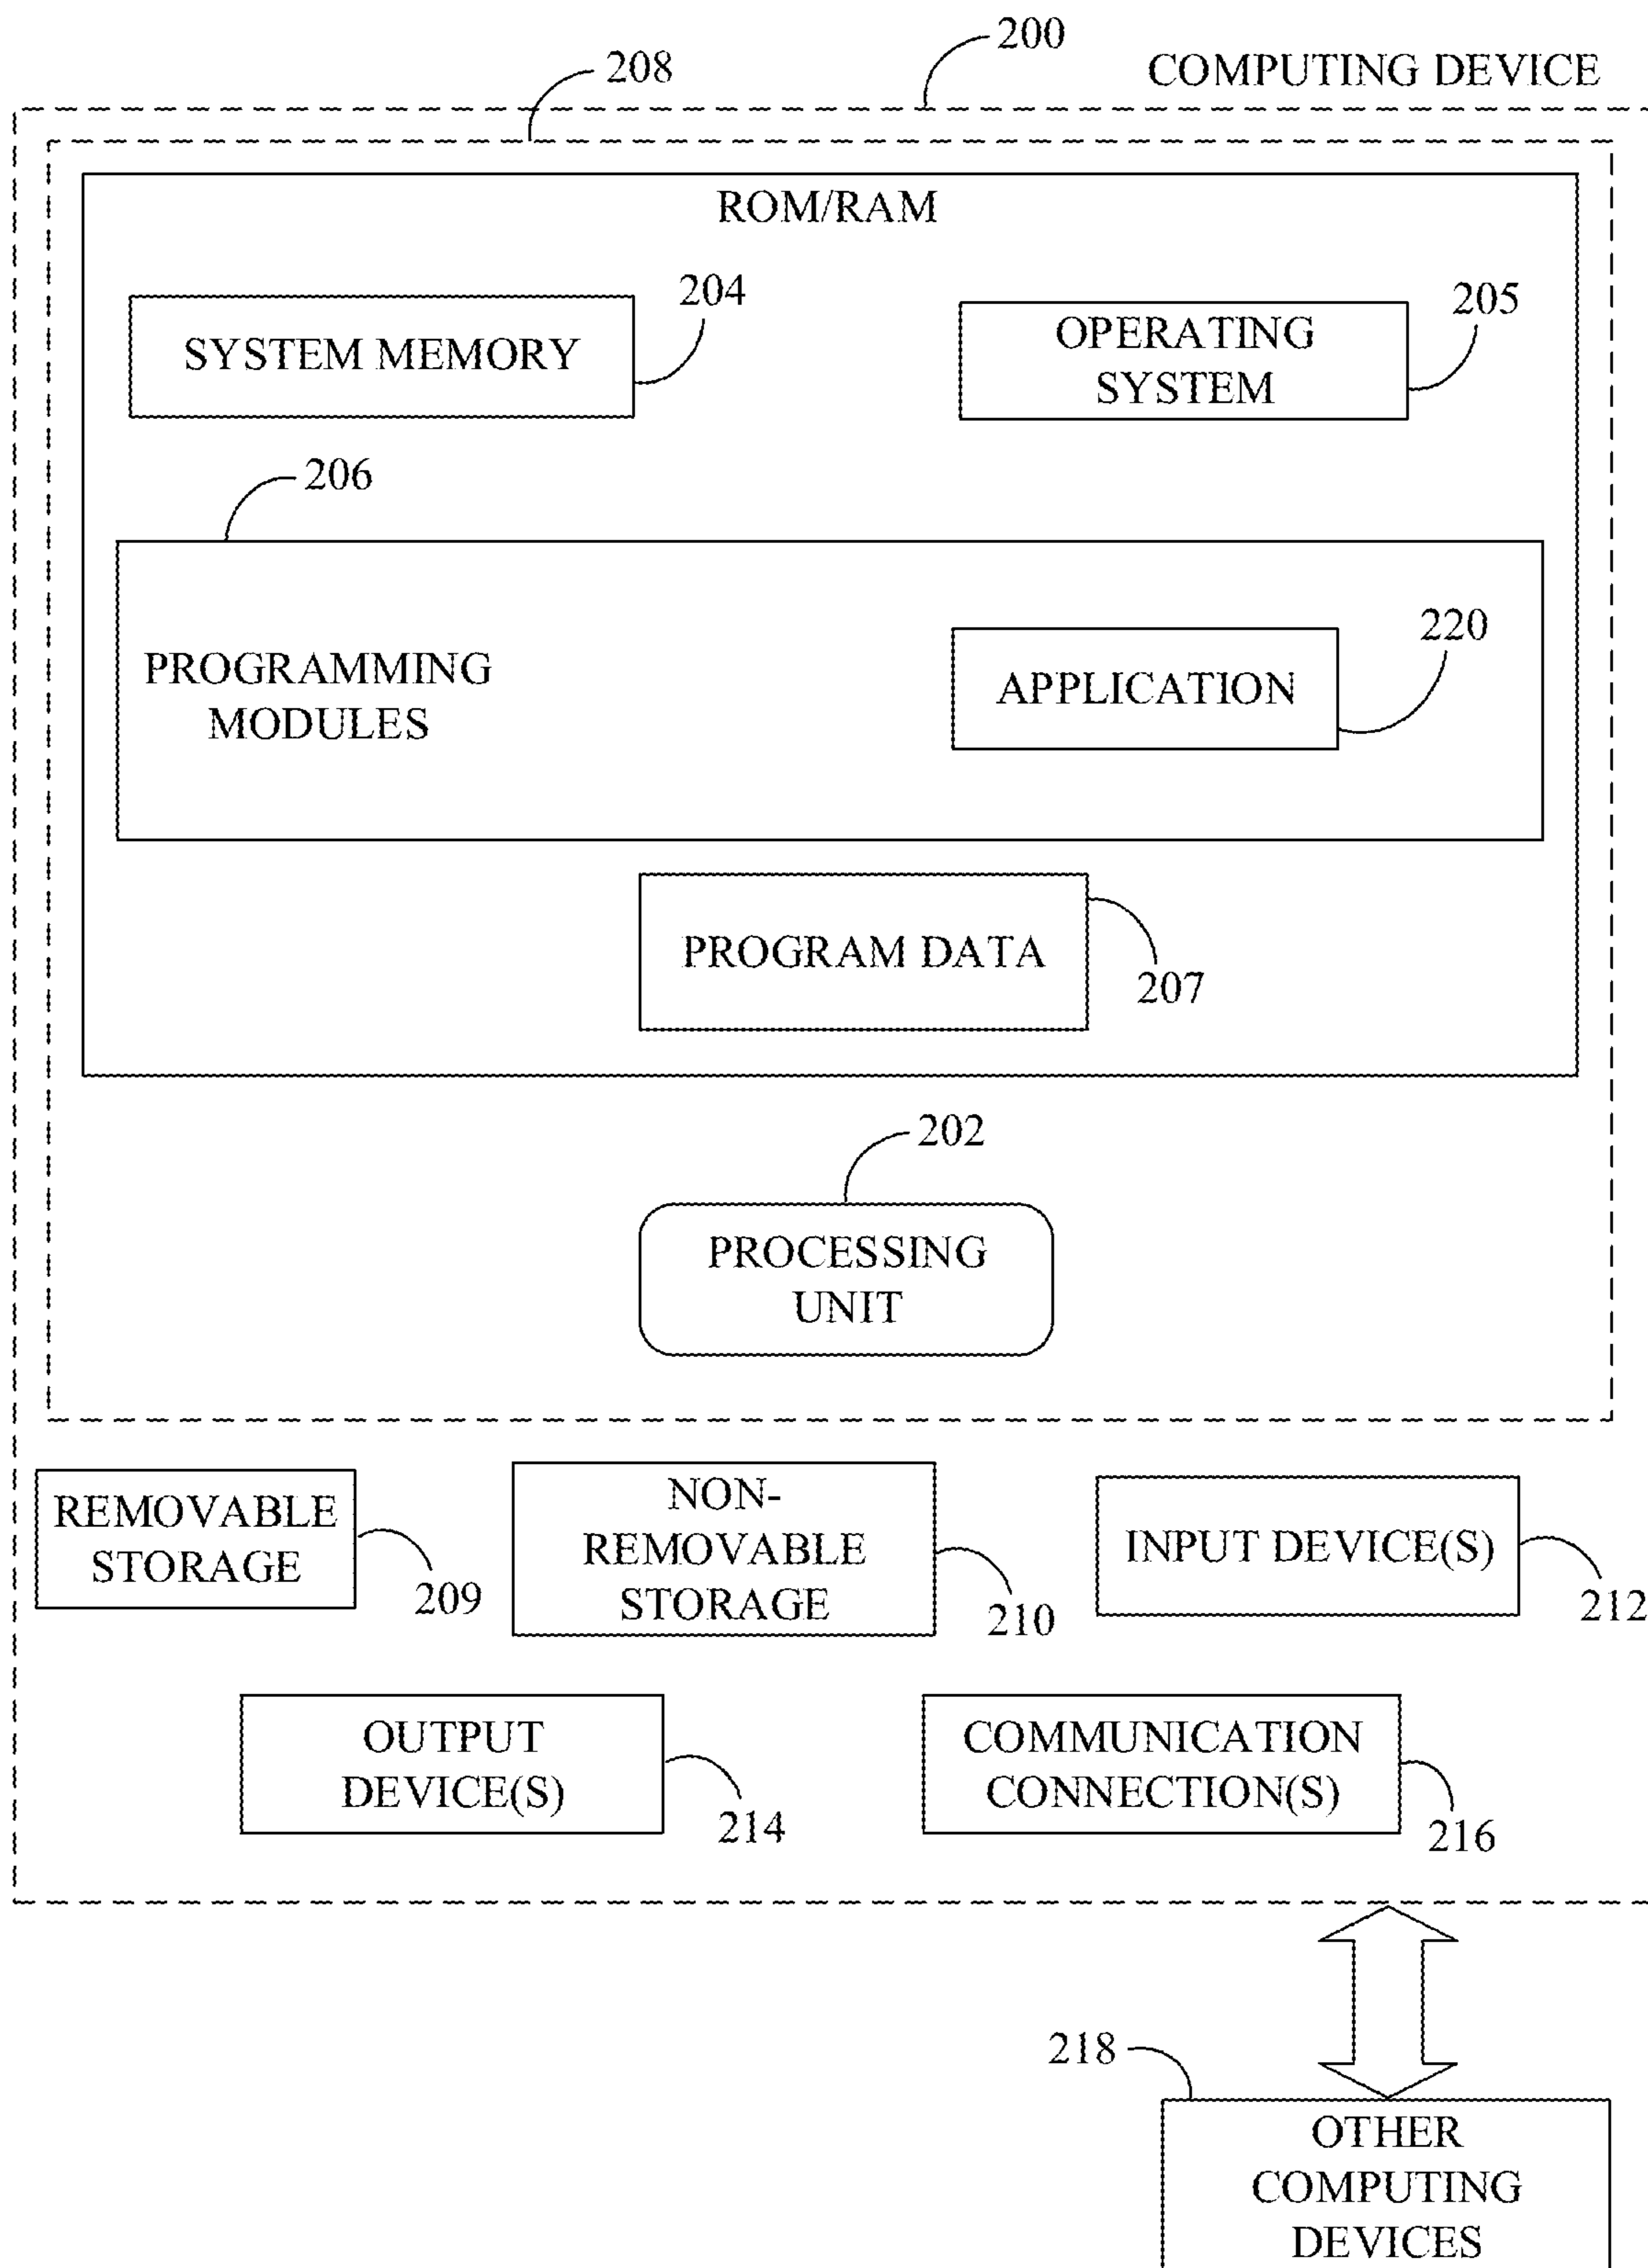 200
208
COMPUTING DEVICE
ROM/RAM
204
SYSTEM MEMORY
205
OPERATING
SYSTEM
206
PROGRAMMING
MODULES
220
APPLICATION
PROGRAM DATA
207
202
PROCESSING
UNIT
REMOVABLE
STORAGE
209
NON-
REMOVABLE
STORAGE
210
INPUT DEVICE(S)
212
OUTPUT
DEVICE(S)
214
COMMUNICATION
CONNECTION(S)
216
218
OTHER
COMPUTING
DEVICES